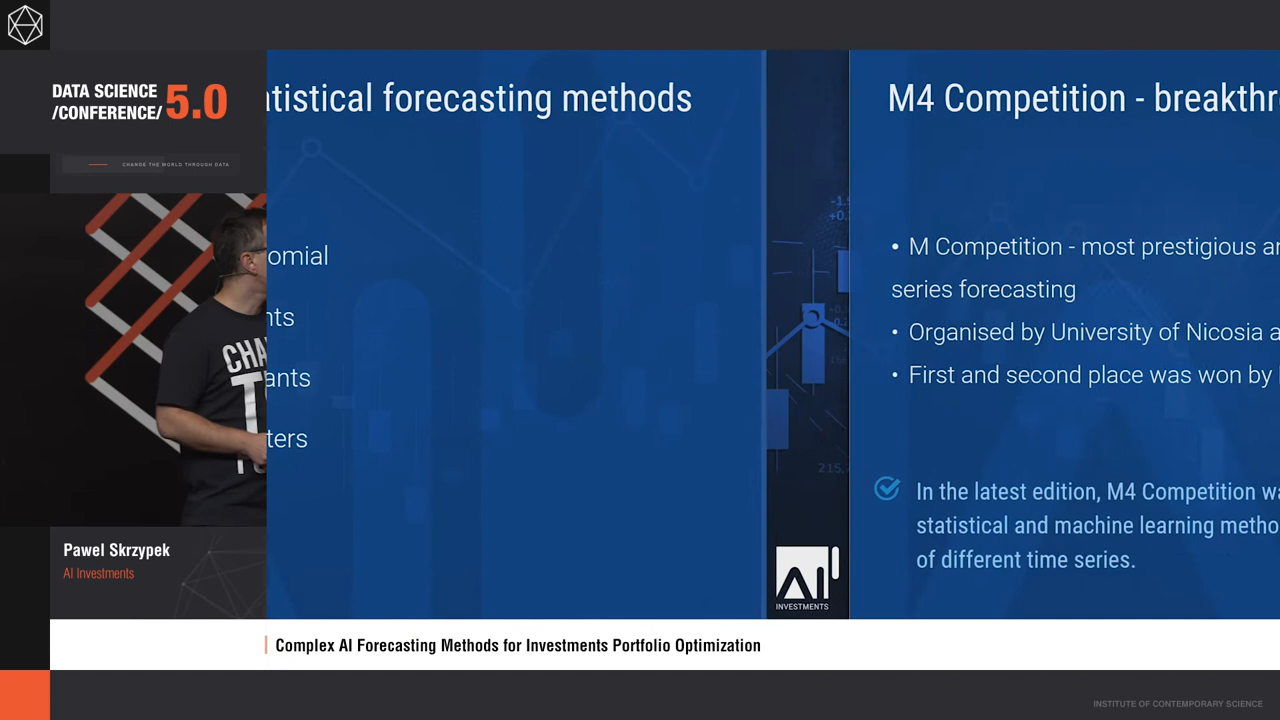 DATA SCIENCE
/CONFERENCE/ 5.0
CHANGE THE WORLD THROUGH DATA
tistical forecasting methods
omial
nts
ants
ters
M4 Competition - breakthr
• M Competition - most prestigious
series forecasting
• Organised by University of Nicosia
• First and second place was won by
In the latest edition, M4 Competition
statistical and machine learning
of different time series.
AI
INVESTMENTS
Pawel Skrzypek
AI Investments
Complex AI Forecasting Methods for Investments Portfolio Optimization
INSTITUTE OF CONTEMPORARY SCIENCE